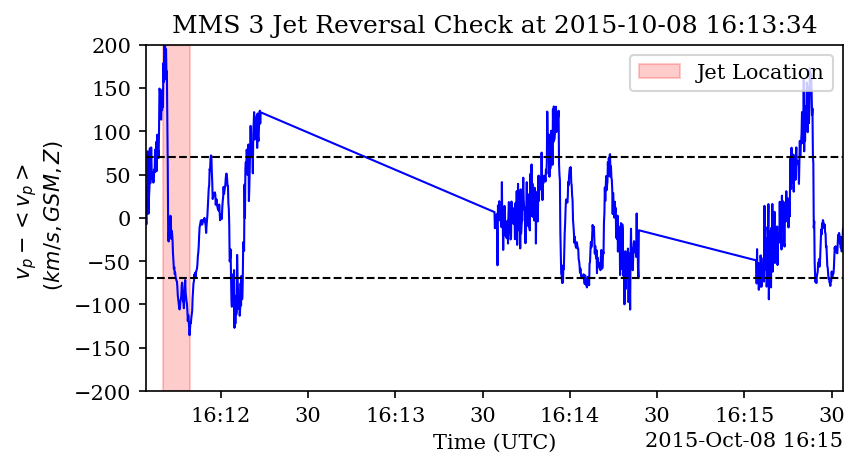 MMS 3 Jet Reversal Check at 2015-10-08 16:13:34
Jet Location
v_p − < v_p >
(km/s, GSM, Z)
200
150
100
50
0
−50
−100
−150
−200
16:12
30
16:13
30
16:14
30
16:15
30
Time (UTC)
2015-Oct-08 16:15